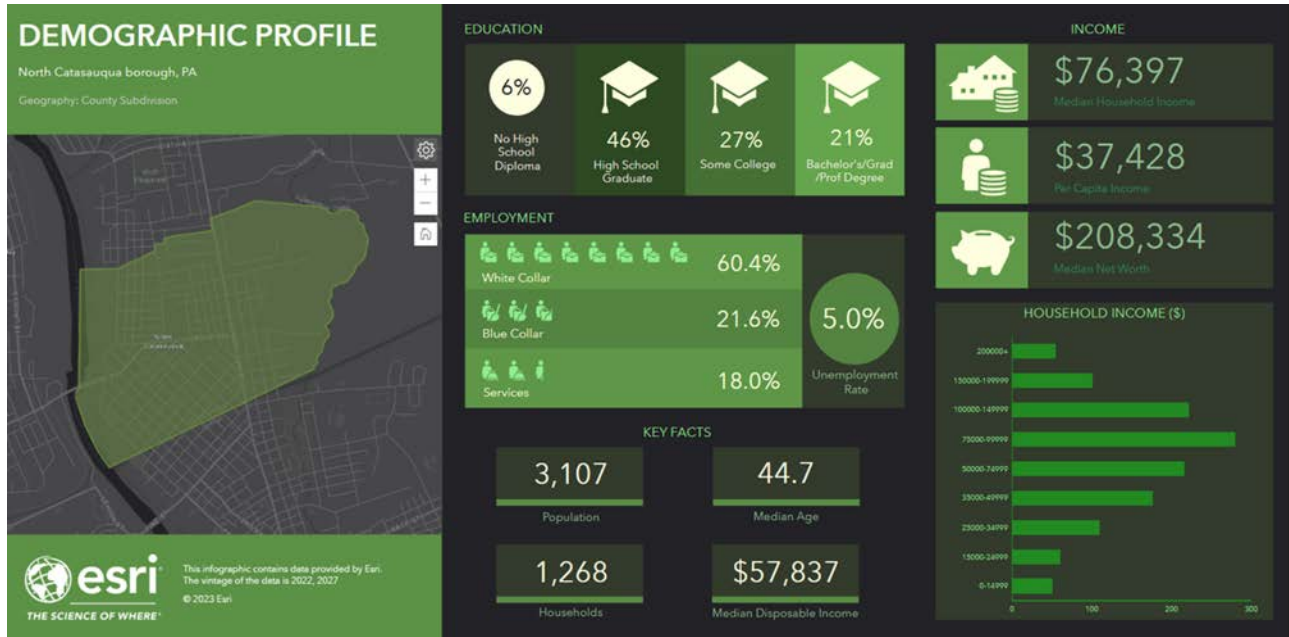 DEMOGRAPHIC PROFILE
North Catasauqua borough, PA
Geography: County Subdivision
esri
THE SCIENCE OF WHERE®
This infographic contains data provided by Esri.
The vintage of the data is 2022, 2027
© 2023 Esri
EDUCATION
6%
No High
School
Diploma
46%
High School
Graduate
27%
Some College
21%
Bachelor's/Grad
/Prof Degree
EMPLOYMENT
White Collar
60.4%
Blue Collar
21.6%
Services
18.0%
5.0%
Unemployment
Rate
KEY FACTS
3,107
Population
44.7
Median Age
1,268
Households
$57,837
Median Disposable Income
INCOME
$76,397
Median Household Income
$37,428
Per Capita Income
$208,334
Median Net Worth
HOUSEHOLD INCOME ($)
200000+
150000-199999
100000-149999
75000-99999
50000-74999
35000-49999
25000-34999
15000-24999
0-14999
0
100
200
300